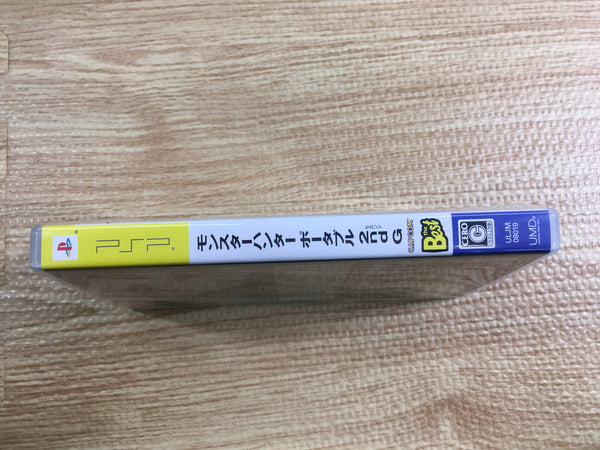 PSP
モンスターハンター ポータブル 2nd G
セカンド
CAPCOM
the Best
CERO
C
ULJM
08019
UMD®